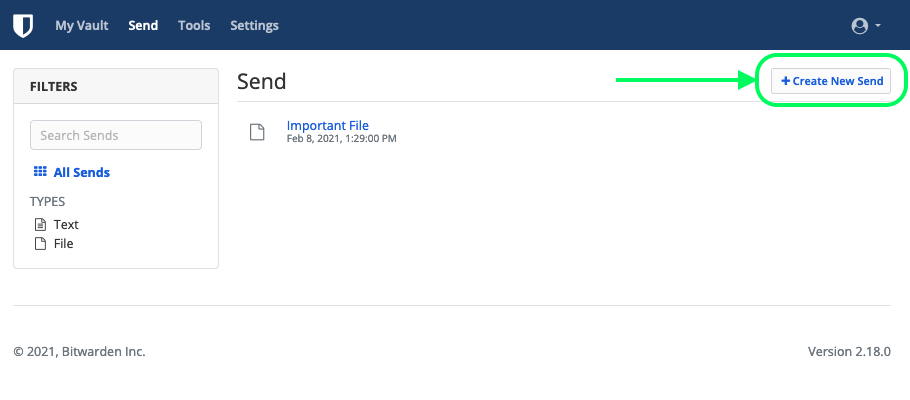 My Vault Send Tools Settings
FILTERS
Search Sends
All Sends
TYPES
Text
File
Send
+ Create New Send
Important File
Feb 8, 2021, 1:29:00 PM
© 2021, Bitwarden Inc.
Version 2.18.0